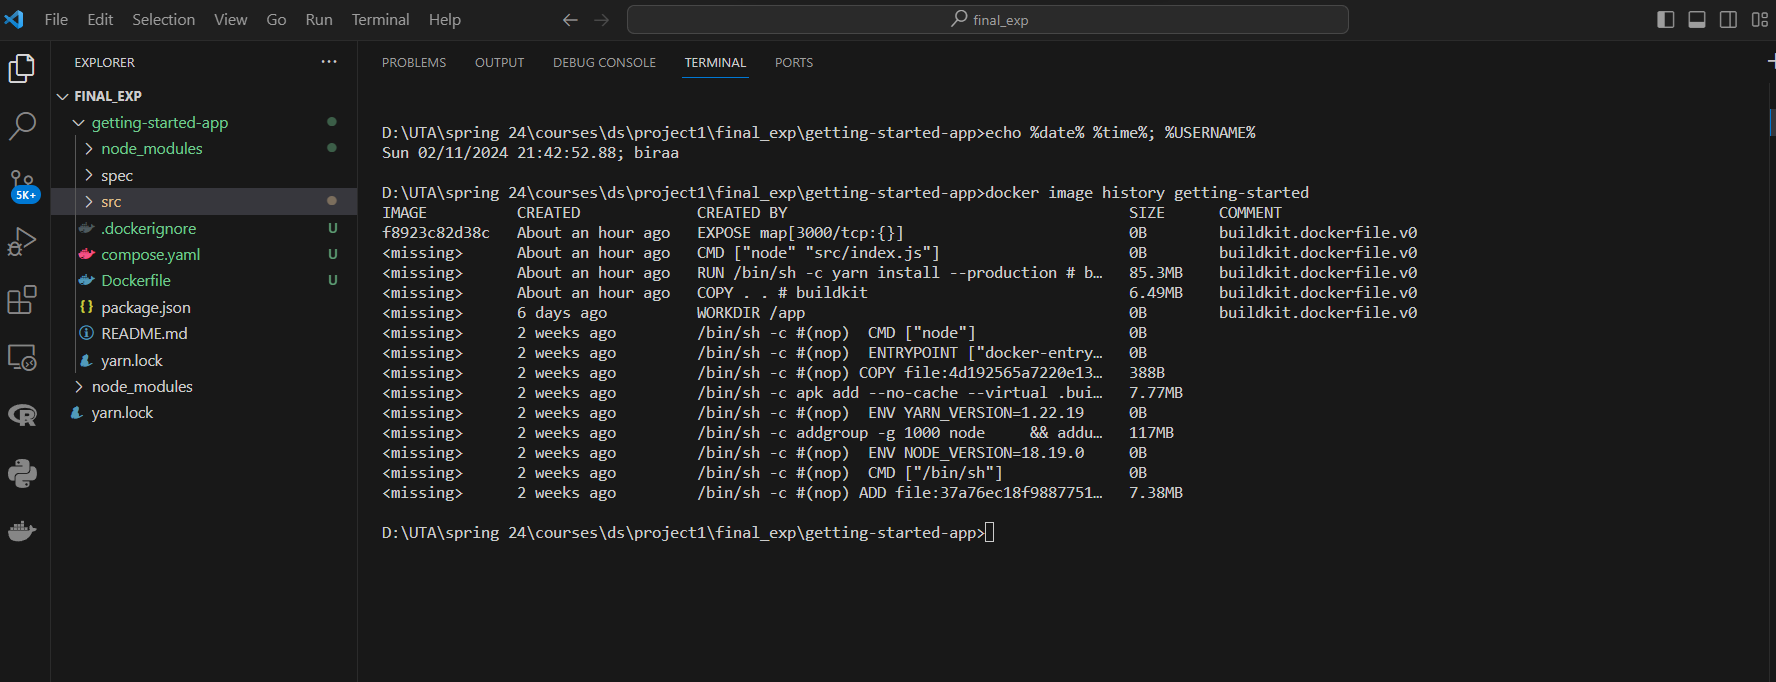 File Edit Selection View Go Run Terminal Help
final_exp
EXPLORER
FINAL_EXP
getting-started-app
node_modules
spec
src
.dockerignore U
compose.yaml U
Dockerfile U
package.json
README.md
yarn.lock
node_modules
yarn.lock
5K+
PROBLEMS OUTPUT DEBUG CONSOLE TERMINAL PORTS
D:\UTA\spring 24\courses\ds\project1\final_exp\getting-started-app>echo %date% %time%; %USERNAME%
Sun 02/11/2024 21:42:52.88; biraa
D:\UTA\spring 24\courses\ds\project1\final_exp\getting-started-app>docker image history getting-started
IMAGE CREATED CREATED BY SIZE COMMENT
f8923c82d38c About an hour ago EXPOSE map[3000/tcp:{}] 0B buildkit.dockerfile.v0
<missing> About an hour ago CMD ["node" "src/index.js"] 0B buildkit.dockerfile.v0
<missing> About an hour ago RUN /bin/sh -c yarn install --production # b… 85.3MB buildkit.dockerfile.v0
<missing> About an hour ago COPY . . # buildkit 6.49MB buildkit.dockerfile.v0
<missing> 6 days ago WORKDIR /app 0B buildkit.dockerfile.v0
<missing> 2 weeks ago /bin/sh -c #(nop)  CMD ["node"] 0B
<missing> 2 weeks ago /bin/sh -c #(nop)  ENTRYPOINT ["docker-entry… 0B
<missing> 2 weeks ago /bin/sh -c #(nop) COPY file:4d192565a7220e13… 388B
<missing> 2 weeks ago /bin/sh -c apk add --no-cache --virtual .bui… 7.77MB
<missing> 2 weeks ago /bin/sh -c #(nop)  ENV YARN_VERSION=1.22.19 0B
<missing> 2 weeks ago /bin/sh -c addgroup -g 1000 node     && addu… 117MB
<missing> 2 weeks ago /bin/sh -c #(nop)  ENV NODE_VERSION=18.19.0 0B
<missing> 2 weeks ago /bin/sh -c #(nop)  CMD ["/bin/sh"] 0B
<missing> 2 weeks ago /bin/sh -c #(nop) ADD file:37a76ec18f9887751… 7.38MB
D:\UTA\spring 24\courses\ds\project1\final_exp\getting-started-app>